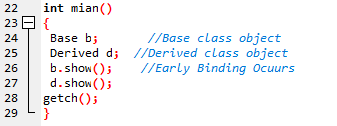 22 int mian()
23 {
24 Base b; //Base class object
25 Derived d; //Derived class object
26 b.show(); //Early Binding Ocuurs
27 d.show();
28 getch();
29 }